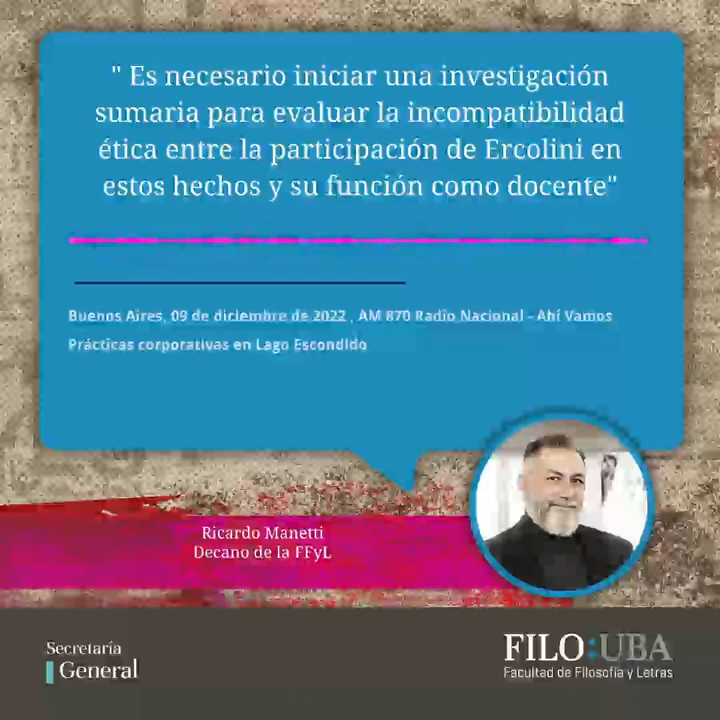 " Es necesario iniciar una investigación
sumaria para evaluar la incompatibilidad
ética entre la participación de Ercolini en
estos hechos y su función como docente"
Buenos Aires, 09 de diciembre de 2022 , AM 870 Radio Nacional - Ahí Vamos
Prácticas corporativas en Lago Escondido
Ricardo Manetti
Decano de la FFyL
Secretaría
General
FILO:UBA
Facultad de Filosofía y Letras